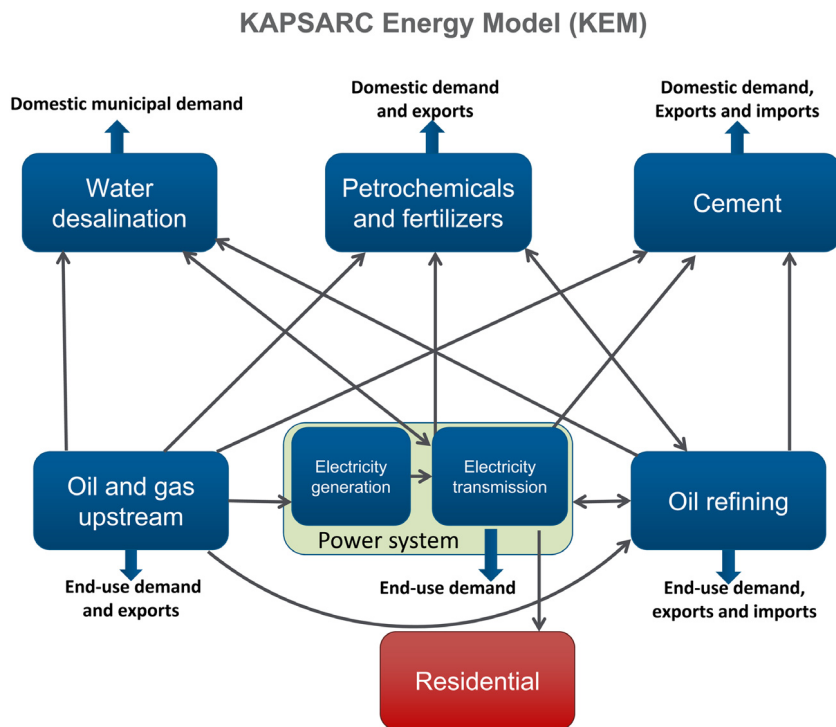 KAPSARC Energy Model (KEM)
Domestic municipal demand
Domestic demand
and exports
Domestic demand,
Exports and imports
Water
desalination
Petrochemicals
and fertilizers
Cement
Oil and gas
upstream
Electricity
generation
Electricity
transmission
Power system
Oil refining
End-use demand
and exports
End-use demand
End-use demand,
exports and imports
Residential